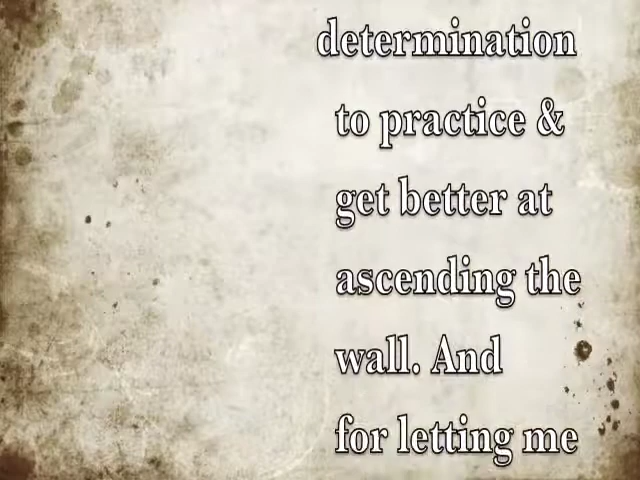 determination
to practice &
get better at
ascending the
wall. And
for letting me